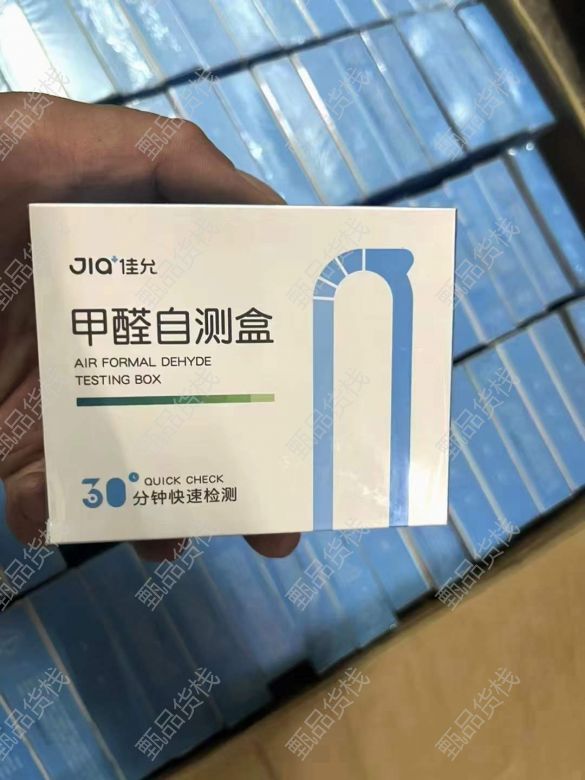 JIA+佳允
甲醛自测盒
AIR FORMAL DEHYDE
TESTING BOX
30 QUICK CHECK
分钟快速检测
甄品货栈